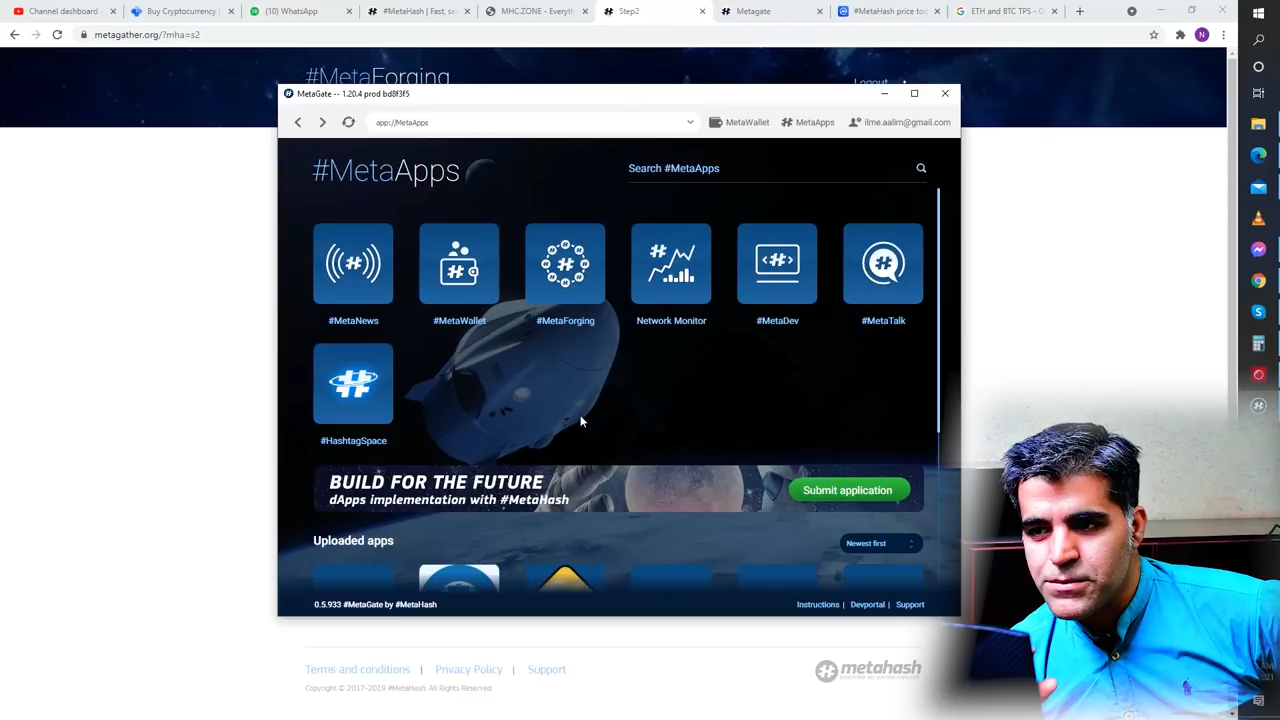 Channel dashboard -
Buy Cryptocurrency
(WhatsApp
#MetaHash | Fast, se
MHC.ZONE - Everyth
Step2
Metagate
#MetaHash price too
ETH and BTC TPS - G
metagather.org/?mha=s2
N
#MetaForging
Logout
MetaGate -- 1.20.4 prod bd8f3f5
app://MetaApps
MetaWallet
MetaApps
ilme.aalim@gmail.com
#MetaApps
Search #MetaApps
#MetaNews
#MetaWallet
#MetaForging
Network Monitor
#MetaDev
#MetaTalk
#HashtagSpace
BUILD FOR THE FUTURE
dApps implementation with #MetaHash
Submit application
Uploaded apps
Newest first
0.5.933 #MetaGate by #MetaHash
Instructions |
Devportal |
Support
Terms and conditions |
Privacy Policy |
Support
metahash
Copyright © 2017-2019 #MetaHash. All Rights Reserved